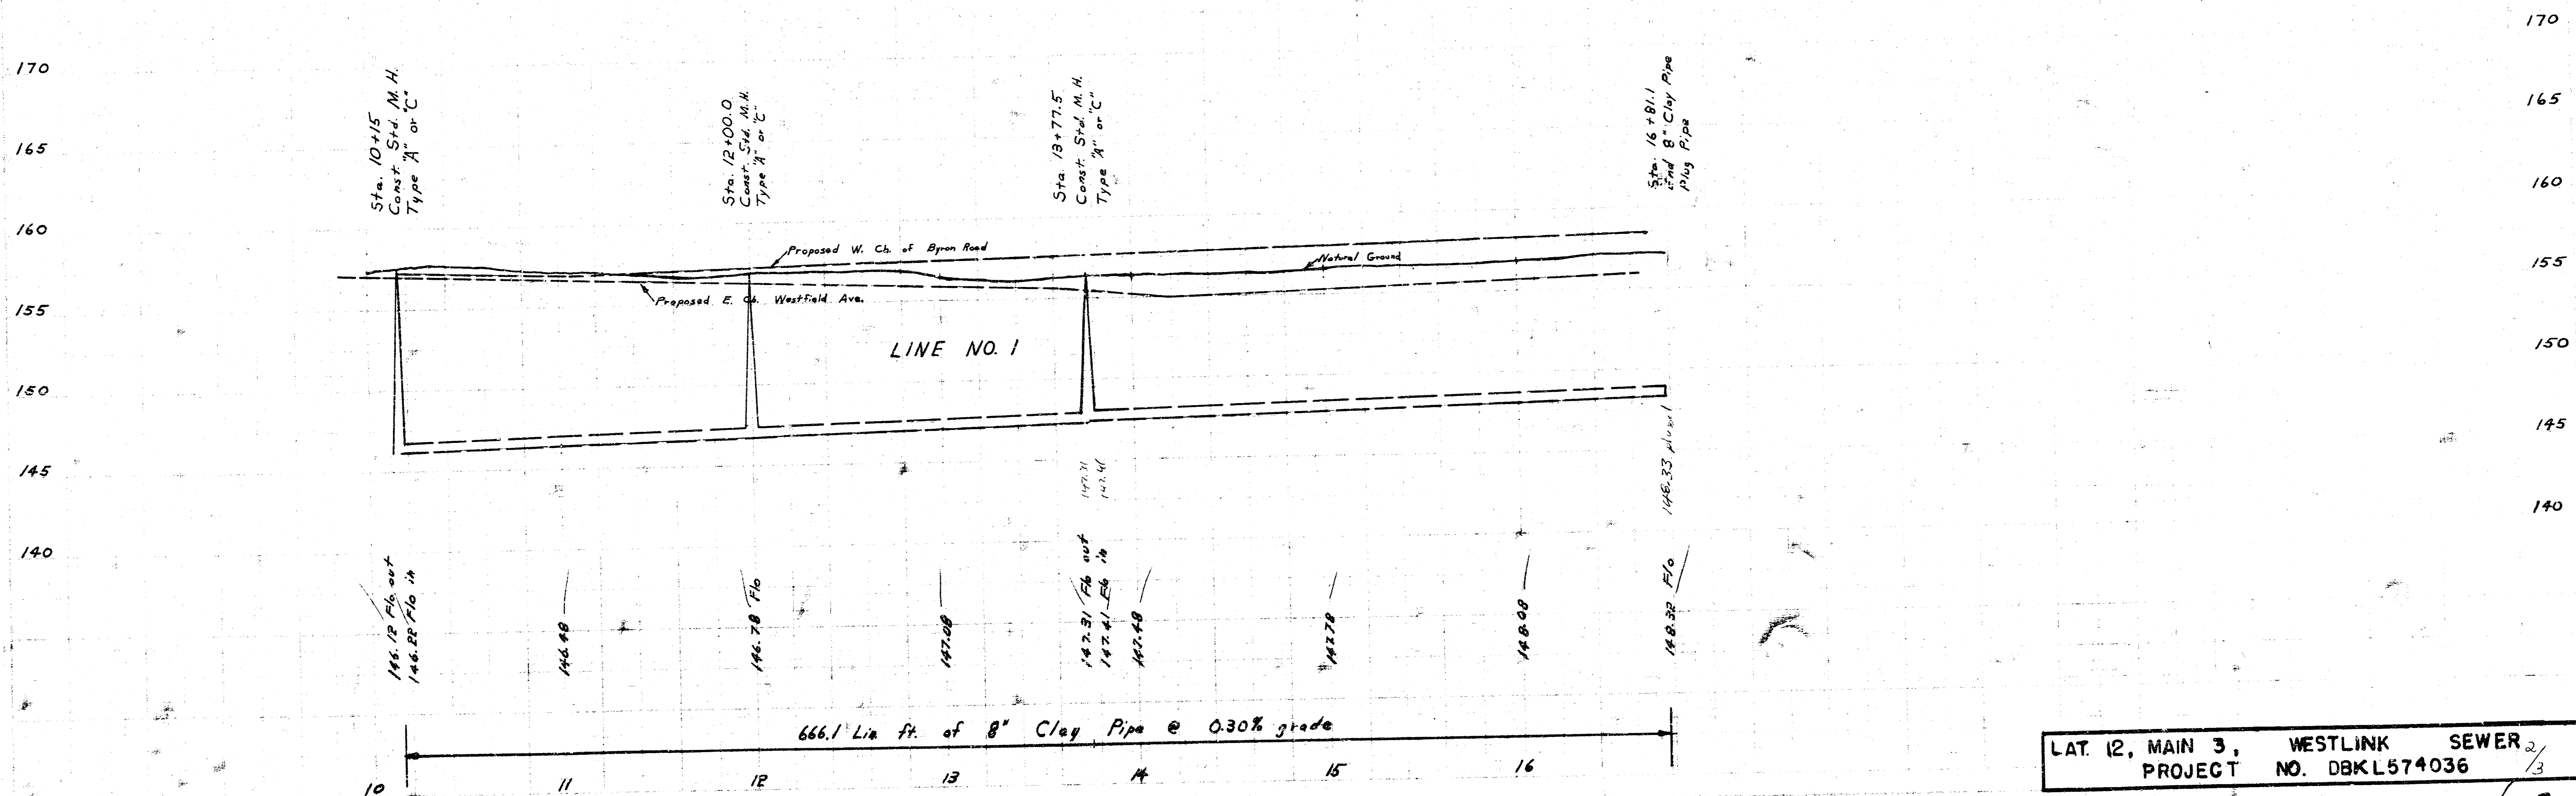 170
170
165
165
160
160
155
155
150
150
145
145
140
140
Sta. 10+15
Const. Std. M.H.
Type "A" or "C"
Sta. 12+00.0
Const. Std. M.H.
Type "A" or "C"
Sta. 13+77.5
Const. Std. M.H.
Type "A" or "C"
Sta. 16+81.1
End 8" Clay Pipe
Plug Pipe
Proposed W. Cb. of Byron Road
Natural Ground
Proposed E. Cb. Westfield Ave.
LINE NO. 1
147.31
147.41
146.12 Flo out
146.22 Flo in
146.48
146.78 Flo
147.08
147.31 Flo out
147.41 Flo in
147.48
147.78
148.08
148.32 Flo
148.33
666.1 Lin ft. of 8" Clay Pipe @ 0.30% grade
10 11 12 13 14 15 16
LAT. 12, MAIN 3, WESTLINK SEWER
PROJECT NO. DBKL574036
2/3